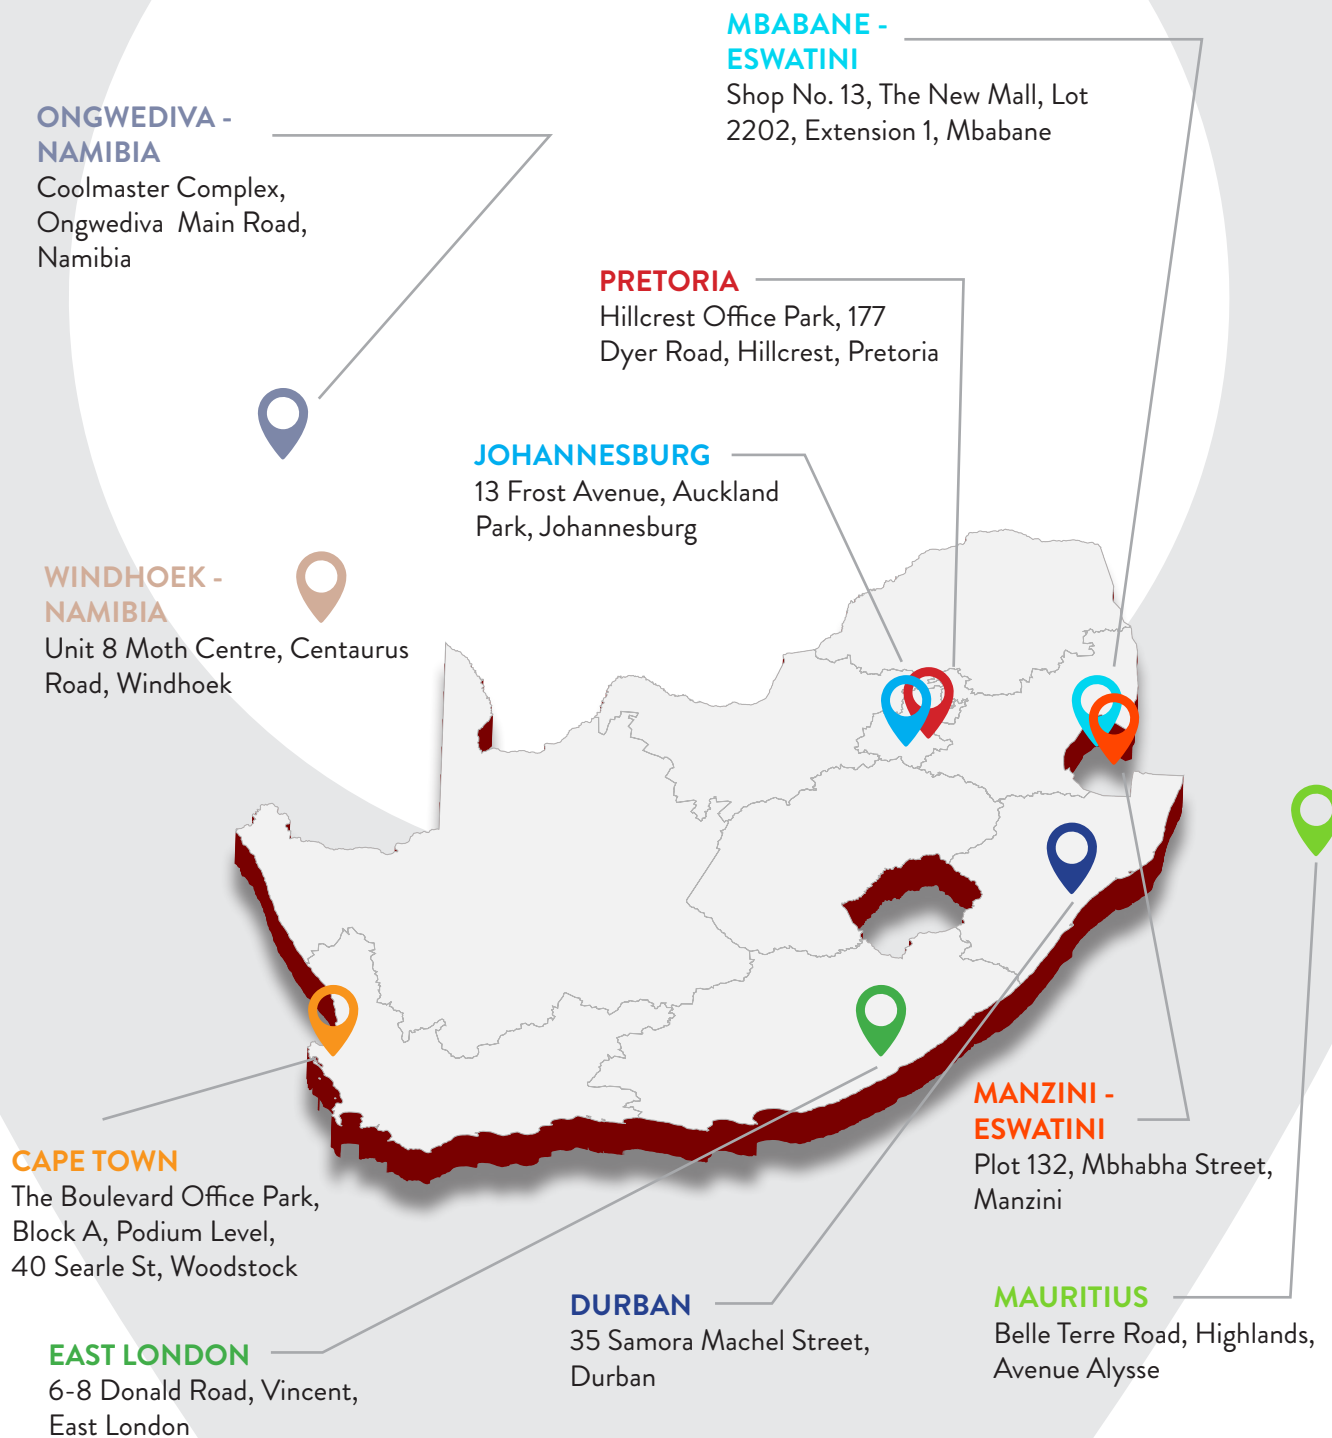 MBABANE -
ESWATINI
Shop No. 13, The New Mall, Lot
2202, Extension 1, Mbabane
ONGWEDIVA -
NAMIBIA
Coolmaster Complex,
Ongwediva Main Road,
Namibia
PRETORIA
Hillcrest Office Park, 177
Dyer Road, Hillcrest, Pretoria
JOHANNESBURG
13 Frost Avenue, Auckland
Park, Johannesburg
WINDHOEK -
NAMIBIA
Unit 8 Moth Centre, Centaurus
Road, Windhoek
MANZINI -
ESWATINI
Plot 132, Mbhabha Street,
Manzini
CAPE TOWN
The Boulevard Office Park,
Block A, Podium Level,
40 Searle St, Woodstock
DURBAN
35 Samora Machel Street,
Durban
MAURITIUS
Belle Terre Road, Highlands,
Avenue Alysse
EAST LONDON
6-8 Donald Road, Vincent,
East London